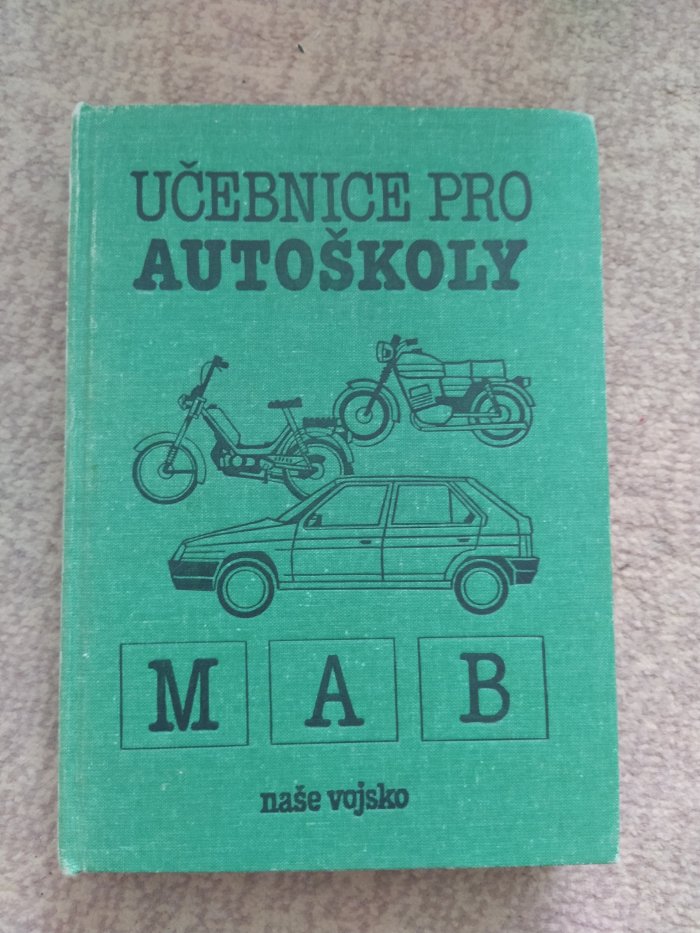 UČEBNICE PRO
AUTOŠKOLY
M A B
naše vojsko